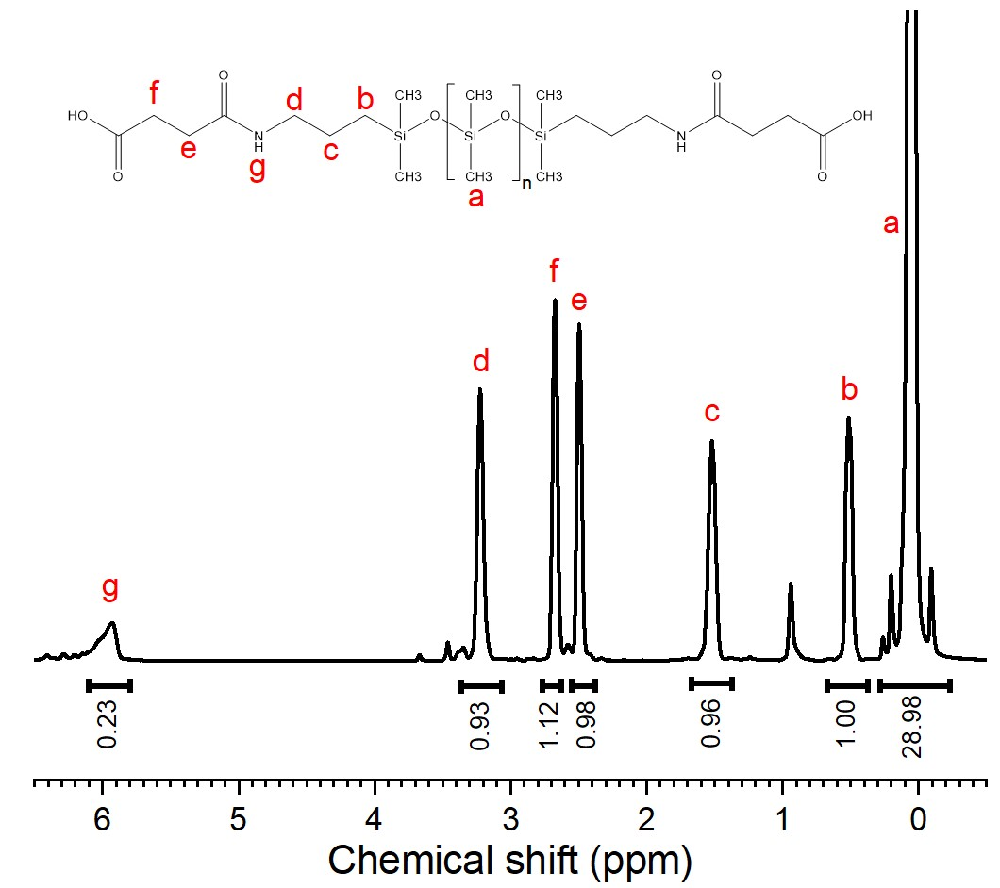 f
O
d
b
CH3
CH3
CH3
O
HO
O
O
OH
Si
Si
Si
e
N
H
c
N
H
O
g
CH3
CH3
CH3
n
O
a
a
f
e
d
b
c
g
0.23
0.93
1.12
0.98
0.96
1.00
28.98
6 5 4 3 2 1 0
Chemical shift (ppm)